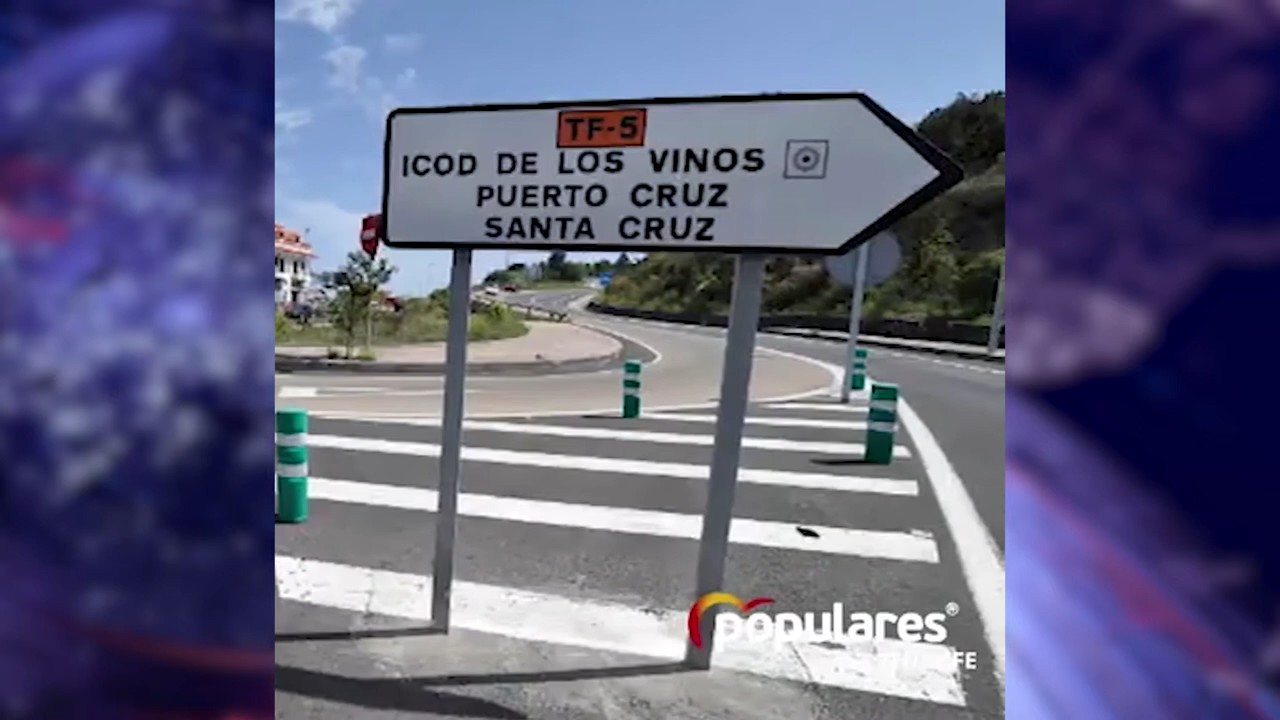 TF-5
ICOD DE LOS VINOS
PUERTO CRUZ
SANTA CRUZ
populares®